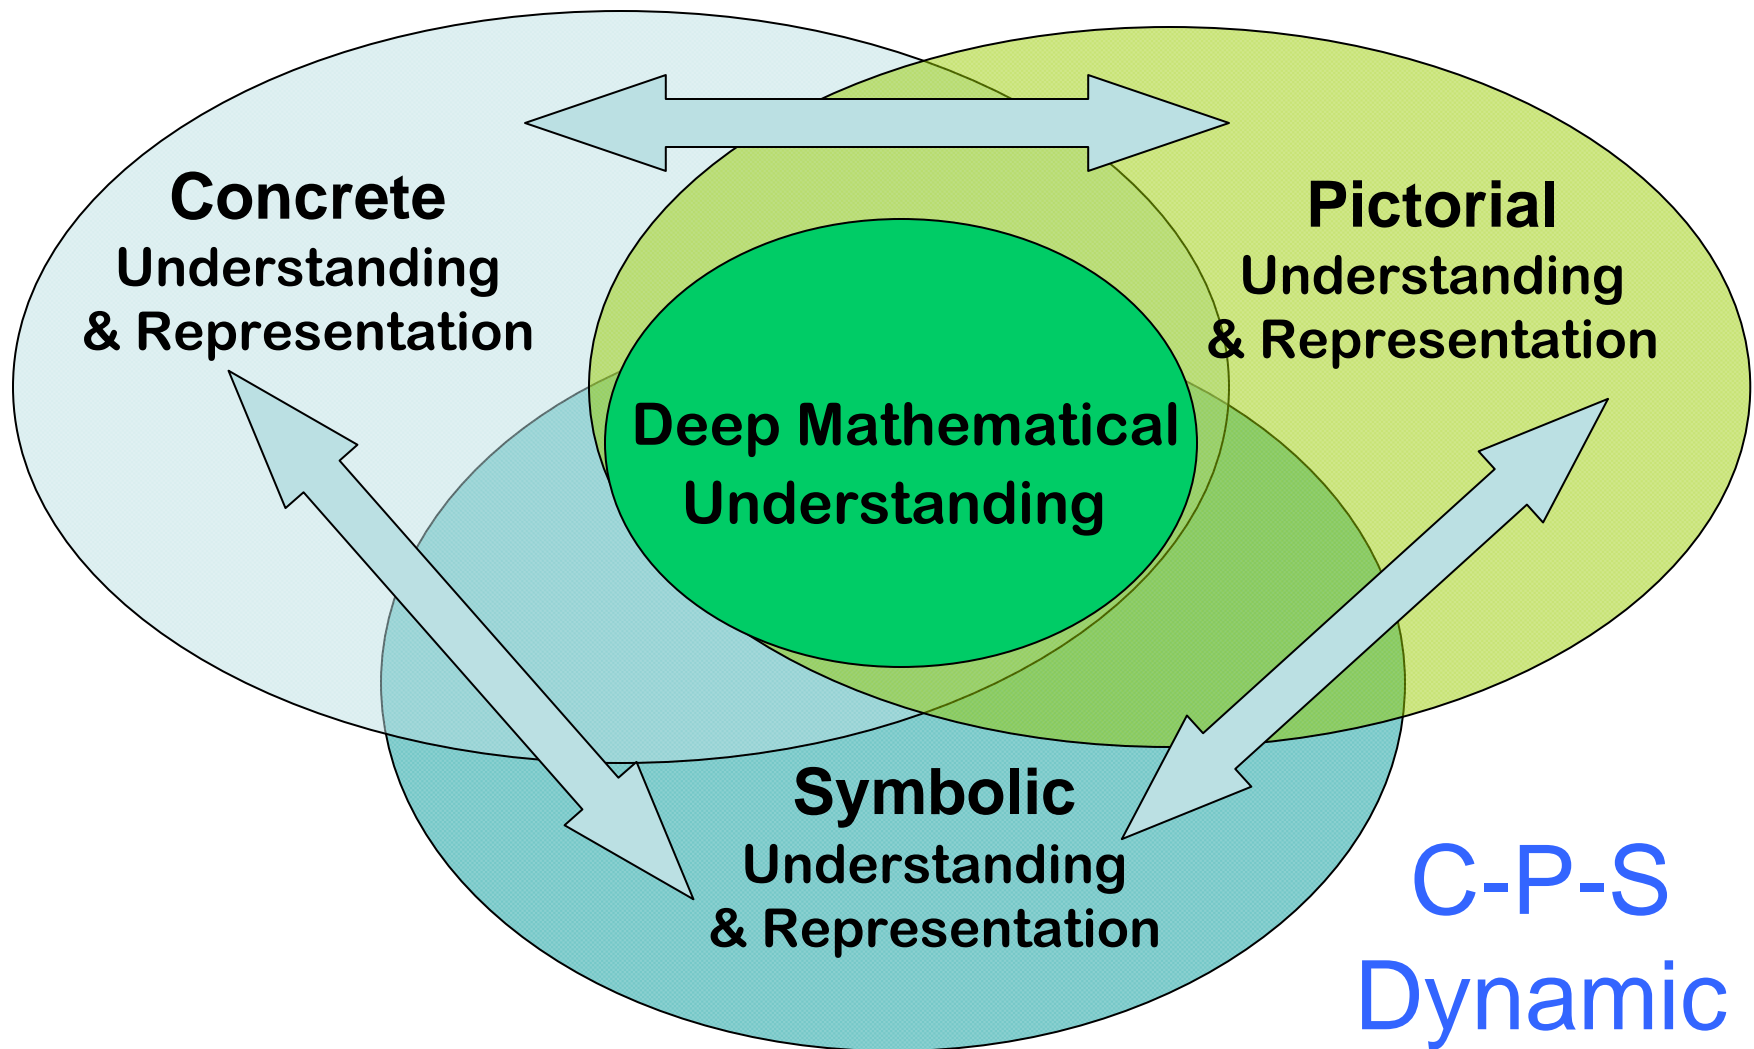 Concrete
Understanding
& Representation
Pictorial
Understanding
& Representation
Deep Mathematical
Understanding
Symbolic
Understanding
& Representation
C-P-S
Dynamic